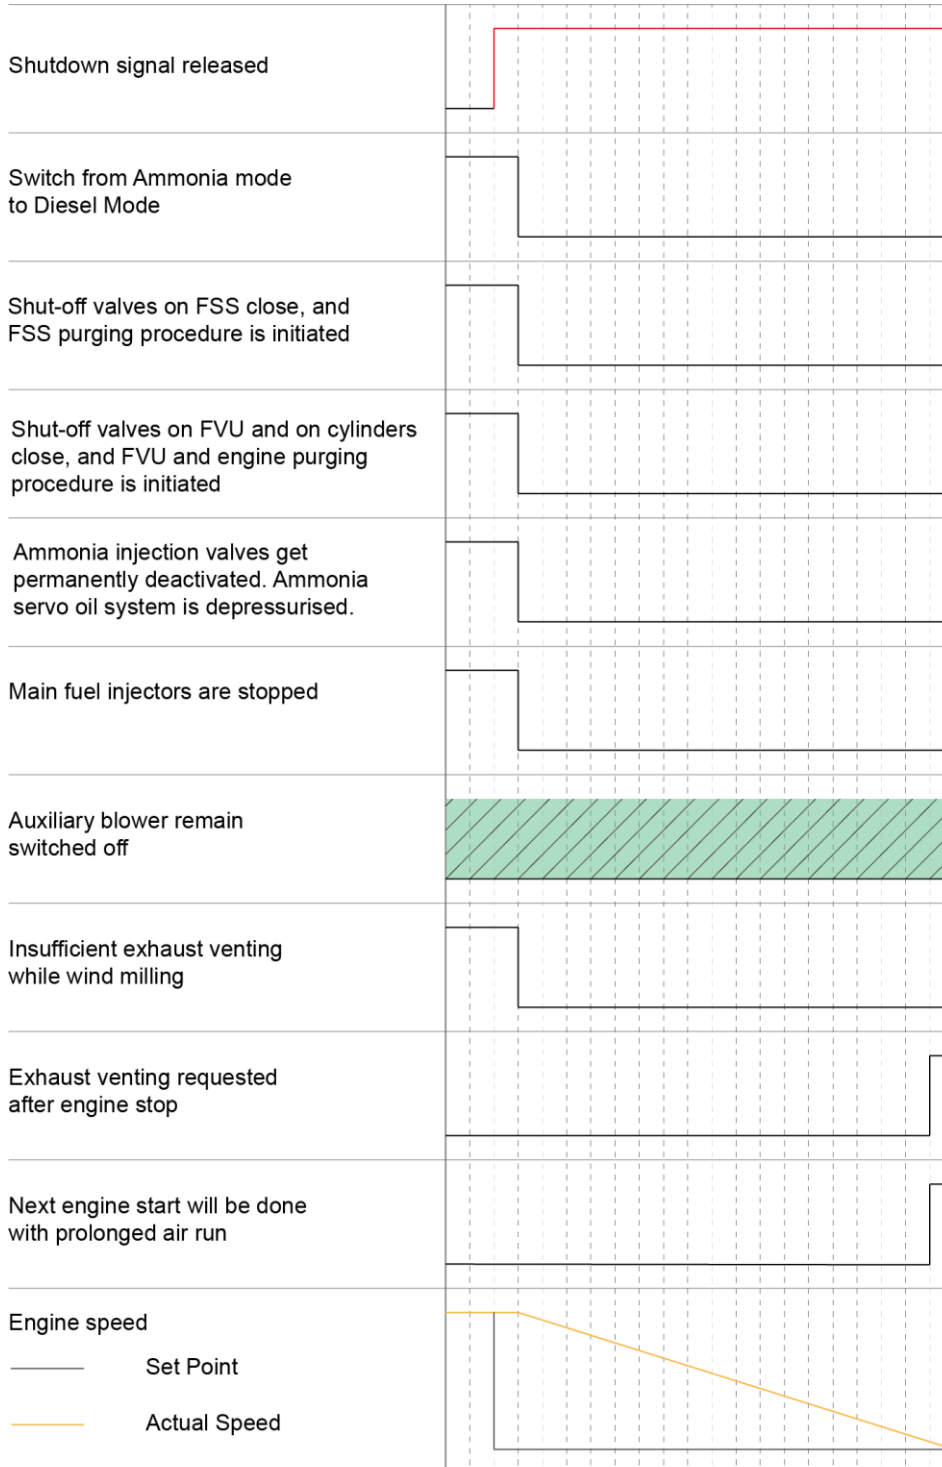 Shutdown signal released
Switch from Ammonia mode
to Diesel Mode
Shut-off valves on FSS close, and
FSS purging procedure is initiated
Shut-off valves on FVU and on cylinders
close, and FVU and engine purging
procedure is initiated
Ammonia injection valves get
permanently deactivated. Ammonia
servo oil system is depressurised.
Main fuel injectors are stopped
Auxiliary blower remain
switched off
Insufficient exhaust venting
while wind milling
Exhaust venting requested
after engine stop
Next engine start will be done
with prolonged air run
Engine speed
Set Point
Actual Speed